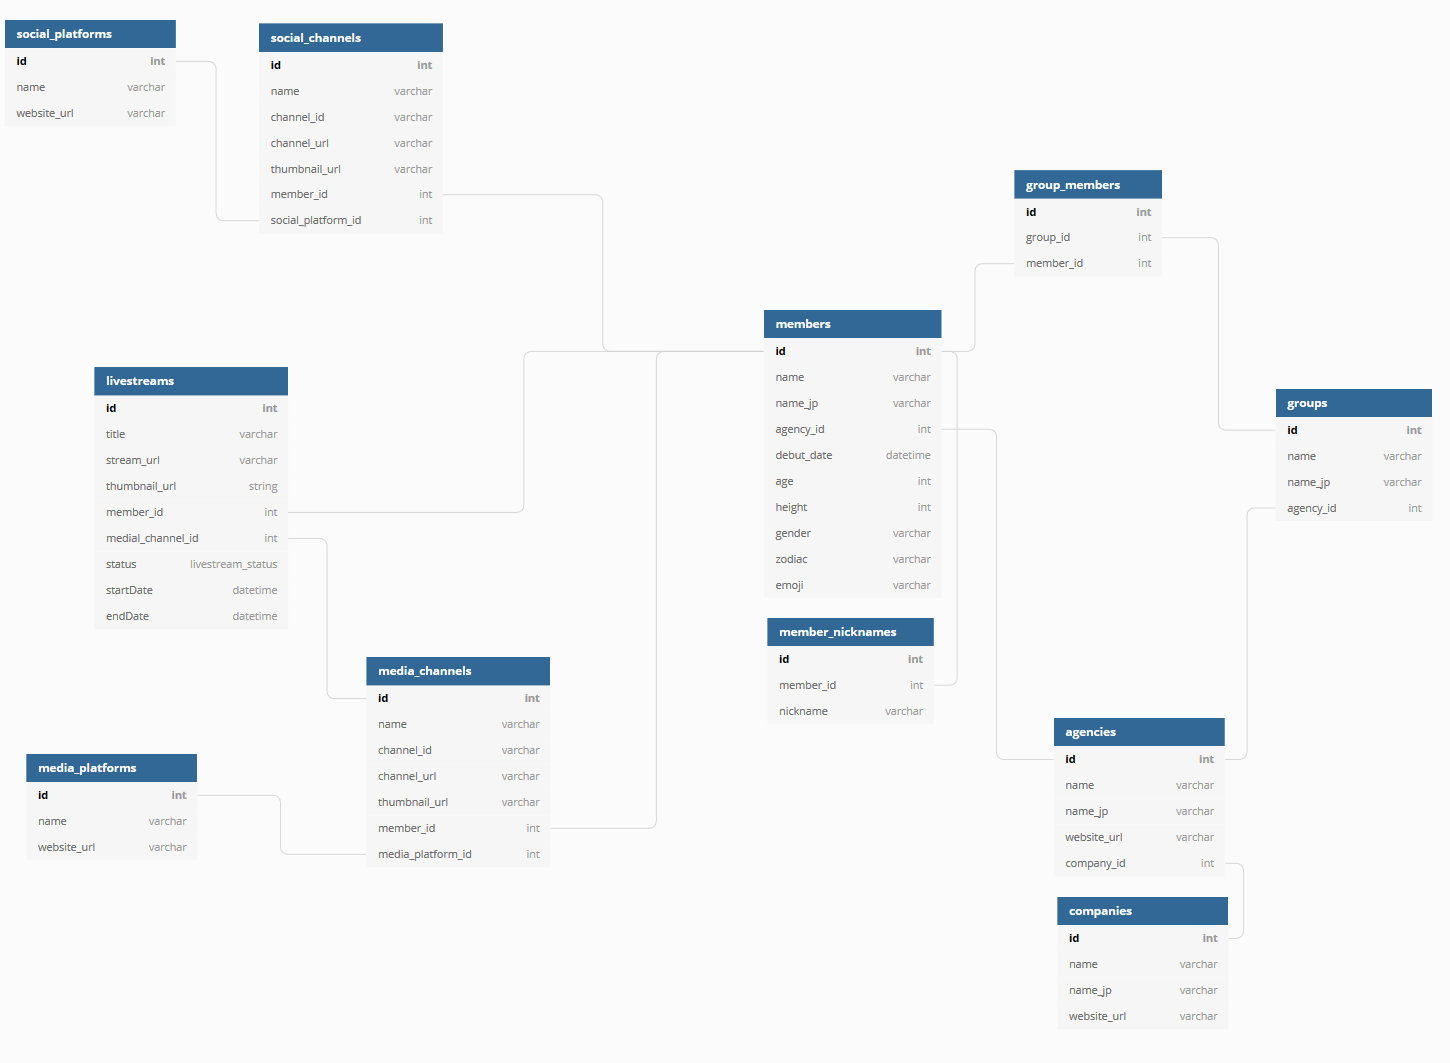 social_platforms
id int
name varchar
website_url varchar
social_channels
id int
name varchar
channel_id varchar
channel_url varchar
thumbnail_url varchar
member_id int
social_platform_id int
group_members
id int
group_id int
member_id int
members
id int
name varchar
name_jp varchar
agency_id int
debut_date datetime
age int
height int
gender varchar
zodiac varchar
emoji varchar
livestreams
id int
title varchar
stream_url varchar
thumbnail_url string
member_id int
medial_channel_id int
status livestream_status
startDate datetime
endDate datetime
groups
id int
name varchar
name_jp varchar
agency_id int
member_nicknames
id int
member_id int
nickname varchar
media_channels
id int
name varchar
channel_id varchar
channel_url varchar
thumbnail_url varchar
member_id int
media_platform_id int
media_platforms
id int
name varchar
website_url varchar
agencies
id int
name varchar
name_jp varchar
website_url varchar
company_id int
companies
id int
name varchar
name_jp varchar
website_url varchar